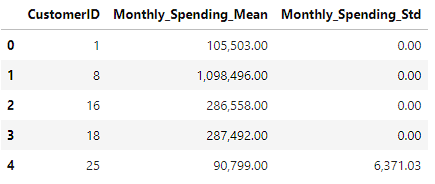 CustomerID Monthly_Spending_Mean Monthly_Spending_Std
0 1 105,503.00 0.00
1 8 1,098,496.00 0.00
2 16 286,558.00 0.00
3 18 287,492.00 0.00
4 25 90,799.00 6,371.03